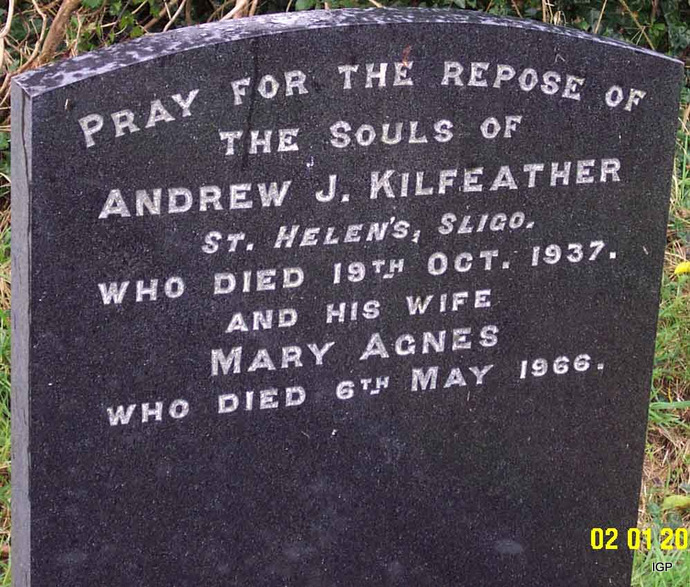 PRAY FOR THE REPOSE OF
THE SOULS OF
ANDREW J. KILFEATHER
ST. HELEN'S, SLIGO.
WHO DIED 19TH OCT. 1937.
AND HIS WIFE
MARY AGNES
WHO DIED 6TH MAY 1966.
02 01 20
IGP